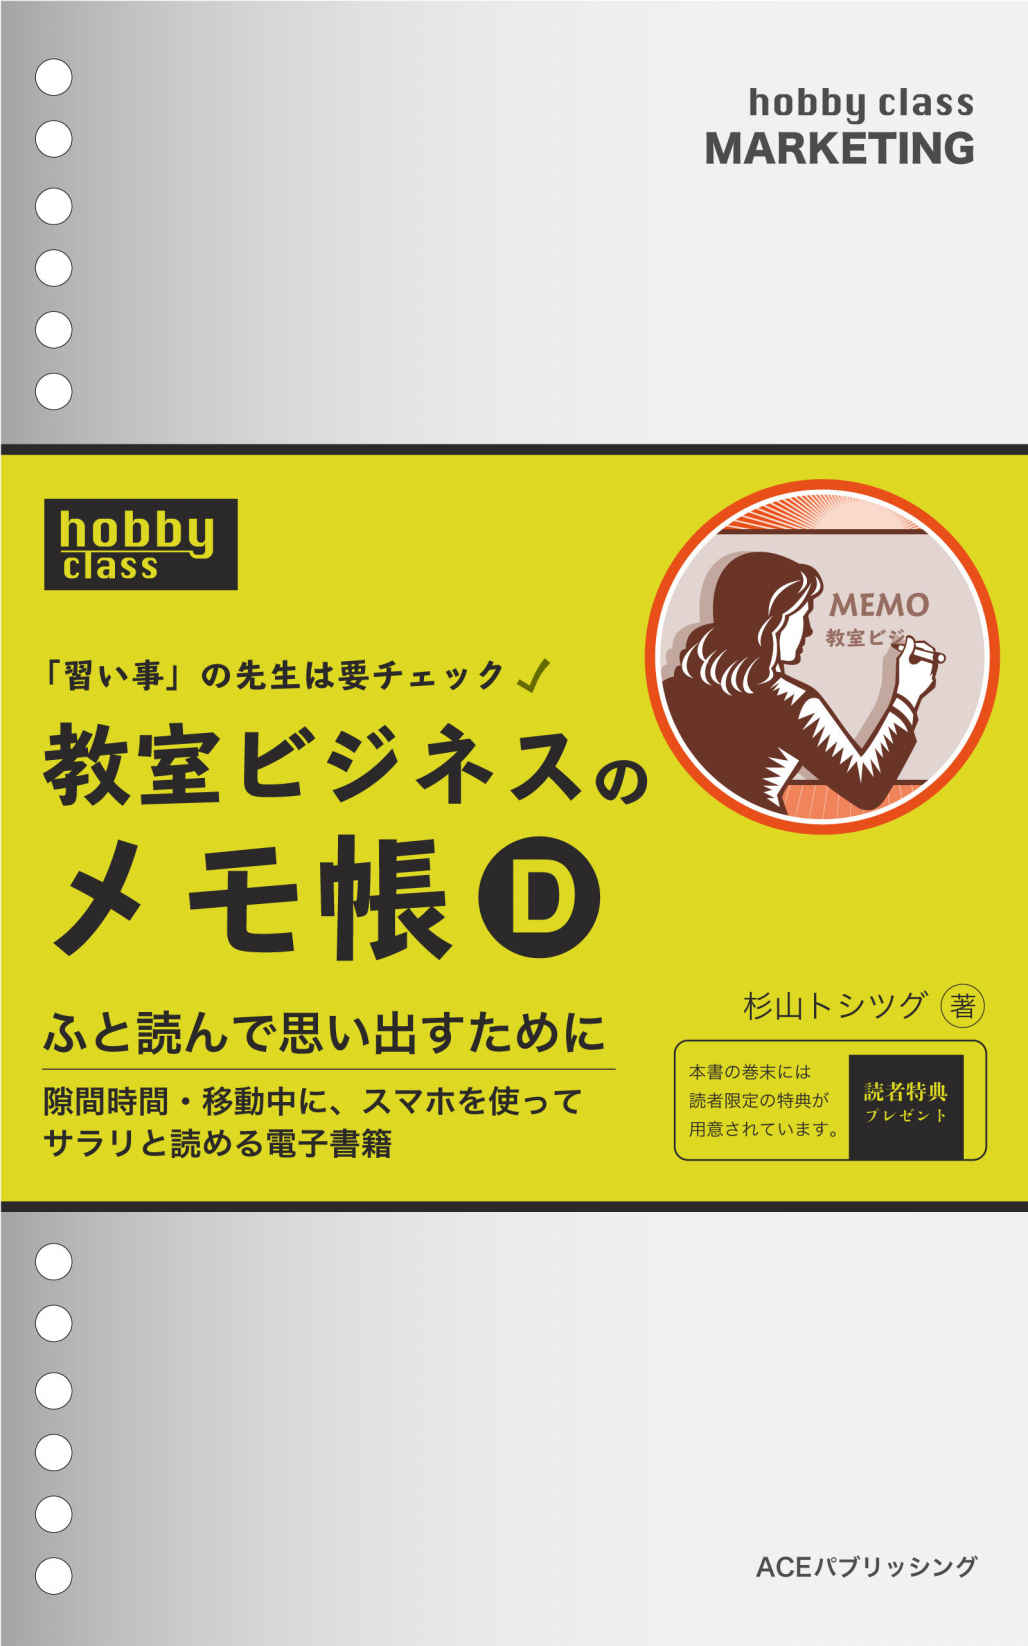 hobby class
MARKETING
hobby
class
MEMO
教室ビジ
「習い事」の先生は要チェック✓
教室ビジネスの
メモ帳 D
ふと読んで思い出すために
隙間時間・移動中に、スマホを使って
サラリと読める電子書籍
杉山トシツグ 著
本書の巻末には
読者限定の特典が
用意されています。
読者特典
プレゼント
ACEパブリッシング